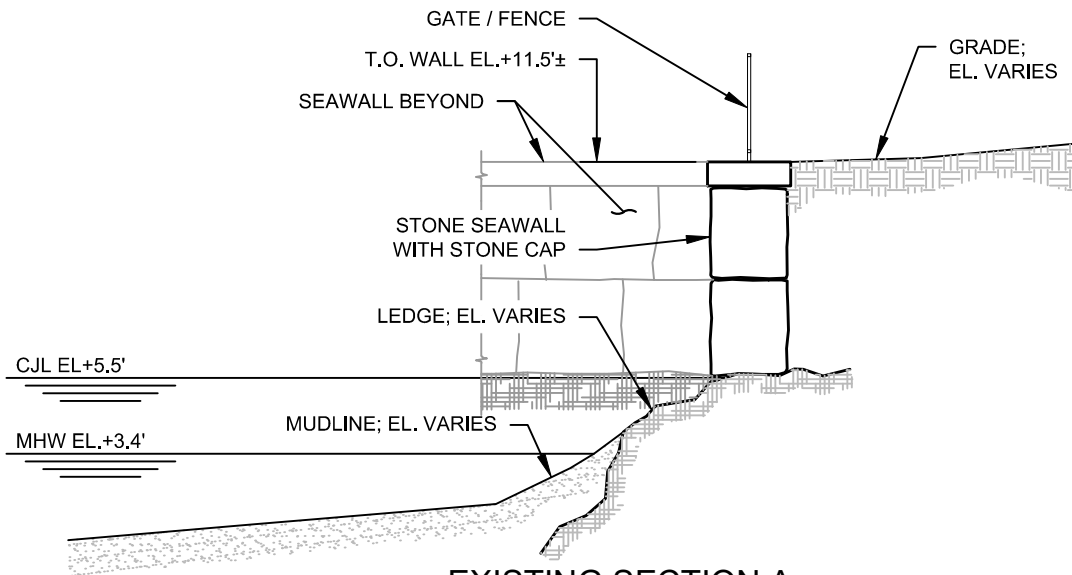 GATE / FENCE
T.O. WALL EL.+11.5'±
SEAWALL BEYOND
GRADE;
EL. VARIES
STONE SEAWALL
WITH STONE CAP
LEDGE; EL. VARIES
CJL EL+5.5'
MUDLINE; EL. VARIES
MHW EL.+3.4'
EXISTING SECTION A